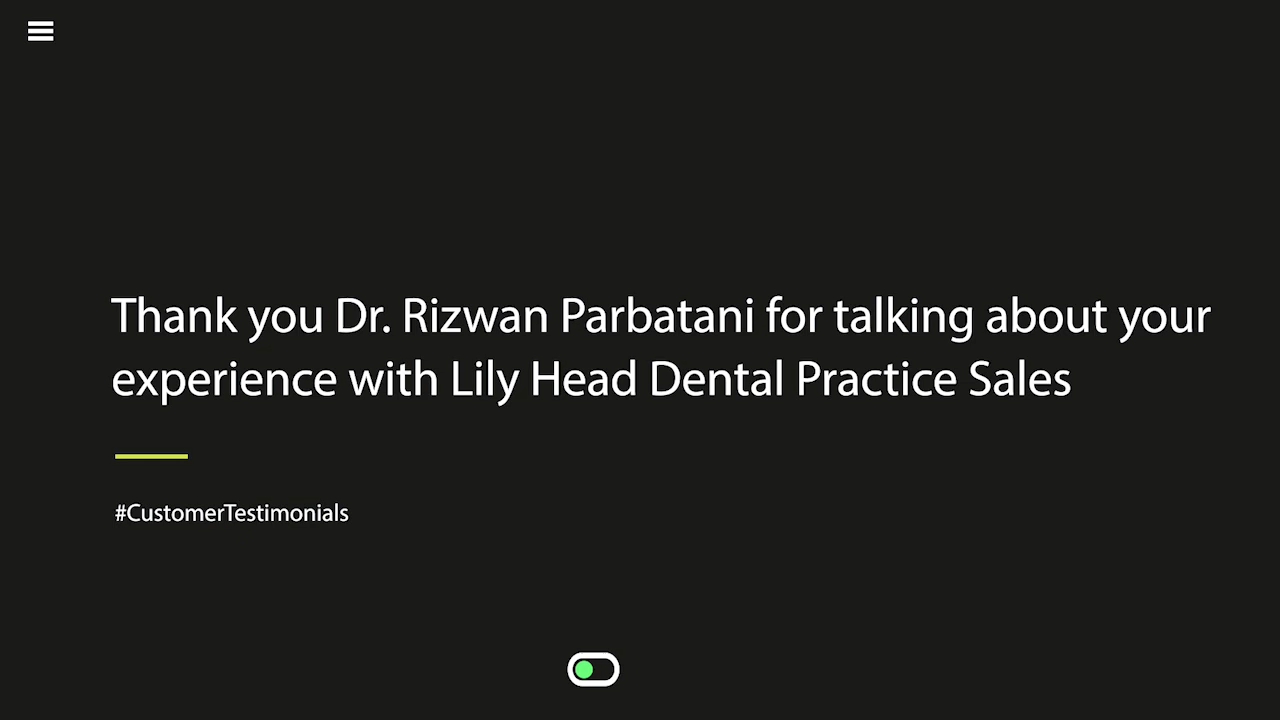 Thank you Dr. Rizwan Parbatani for talking about your
experience with Lily Head Dental Practice Sales
#CustomerTestimonials